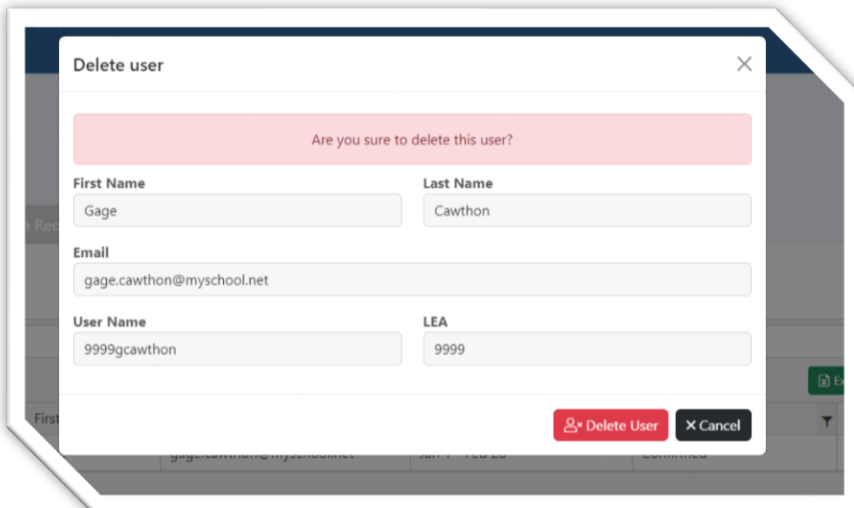 Delete user
Are you sure to delete this user?
First Name Last Name
Gage Cawthon
Email
gage.cawthon@myschool.net
User Name LEA
9999gcawthon 9999
First
Delete User Cancel